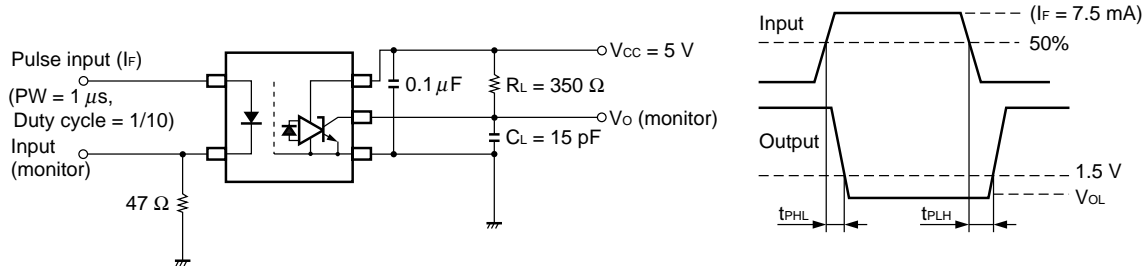 Pulse input (IF)
(PW = 1 μs,
Duty cycle = 1/10)
Input
(monitor)
47 Ω
0.1 μF
VCC = 5 V
RL = 350 Ω
VO (monitor)
CL = 15 pF
Input
(IF = 7.5 mA)
50%
Output
1.5 V
VOL
tPHL
tPLH